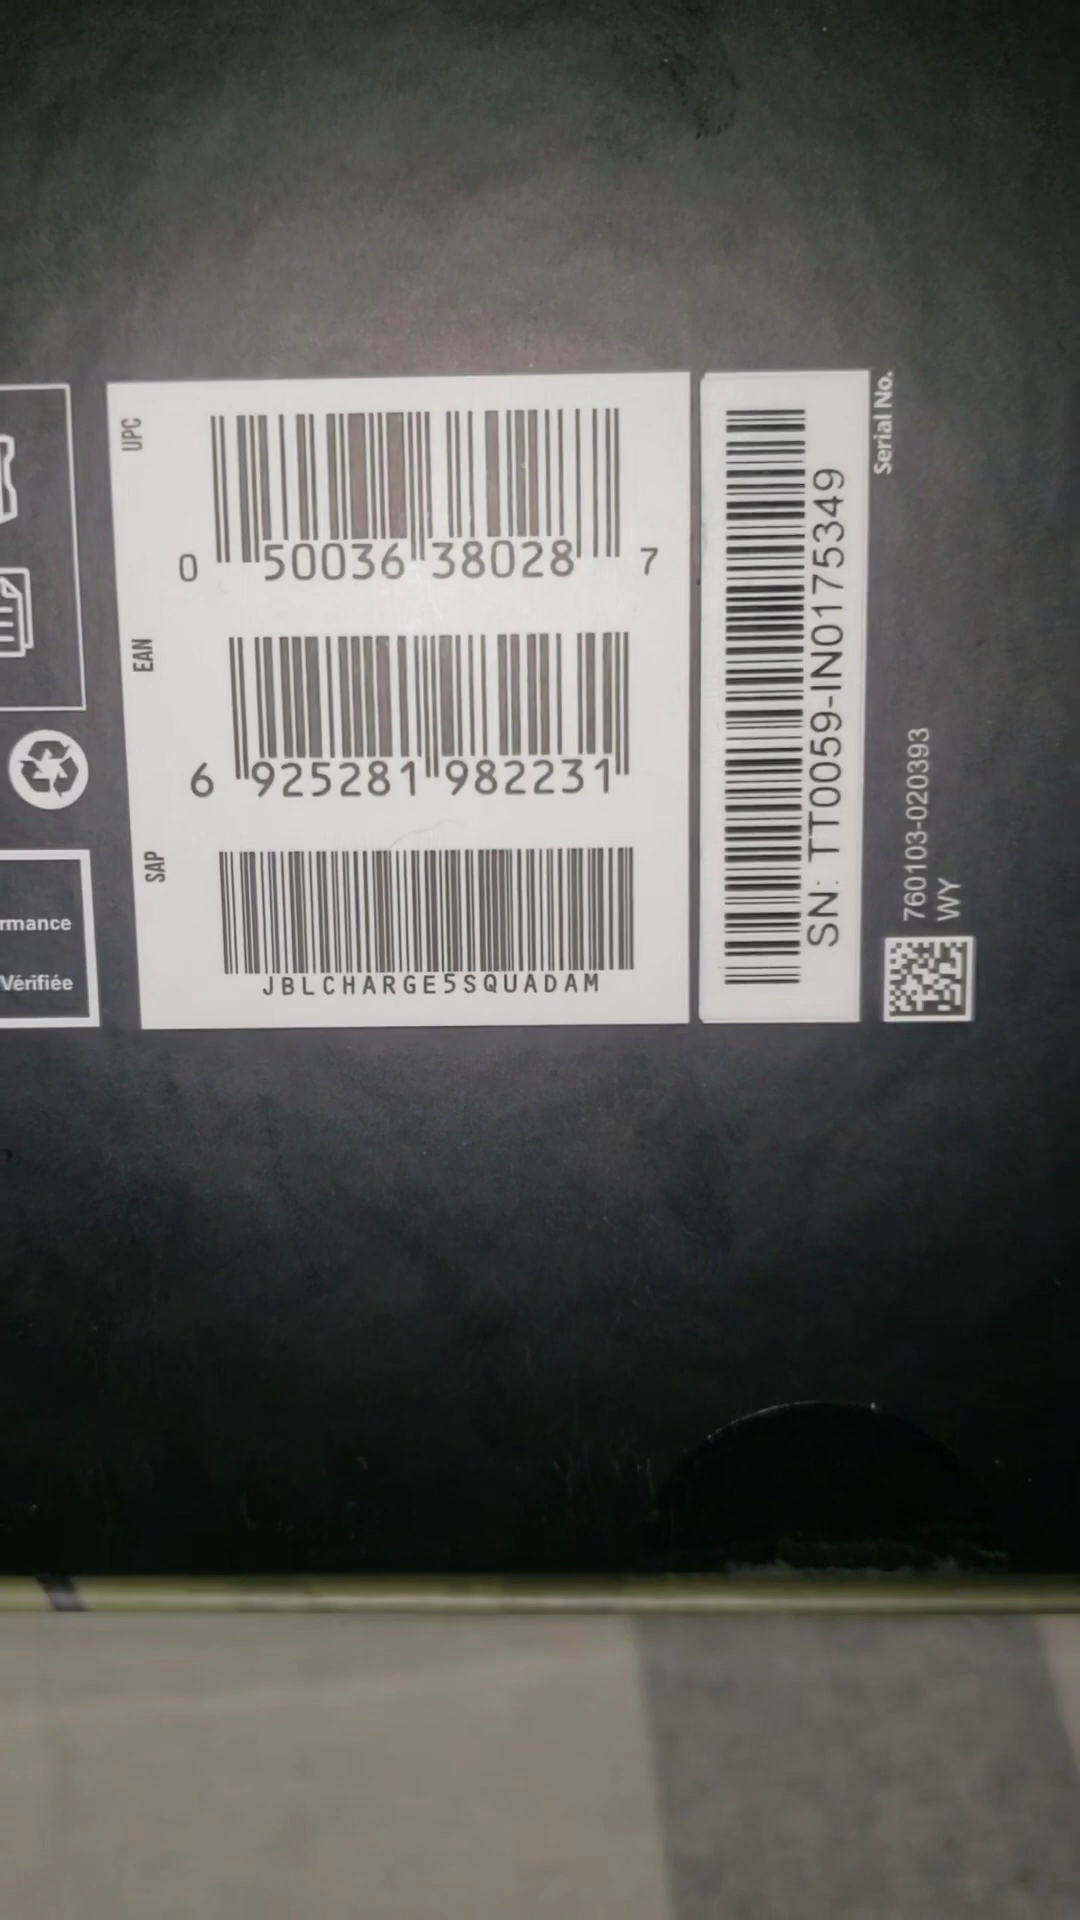 UPC
0 50036 38028 7
EAN
6 925281 982231
SAP
JBLCHARGE5SQUADAM
Serial No.
SN: TT0059-IN0175349
760103-020393
WY
rmance
Vérifiée